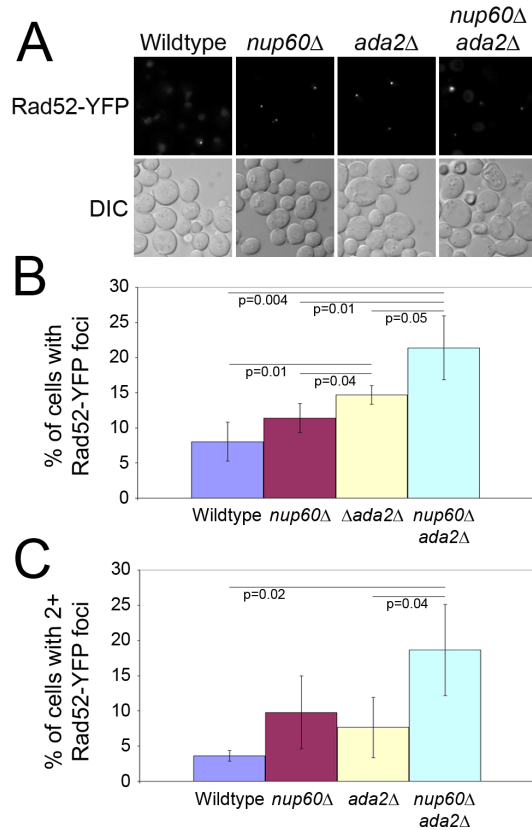 A
Wildtype nup60Δ ada2Δ nup60Δ
ada2Δ
Rad52-YFP
DIC
B
% of cells with
Rad52-YFP foci
30
25
20
15
10
5
0
p=0.004
p=0.01
p=0.05
p=0.01
p=0.04
Wildtype nup60Δ Δada2Δ nup60Δ
ada2Δ
C
% of cells with 2+
Rad52-YFP foci
30
25
20
15
10
5
0
p=0.02
p=0.04
Wildtype nup60Δ ada2Δ nup60Δ
ada2Δ